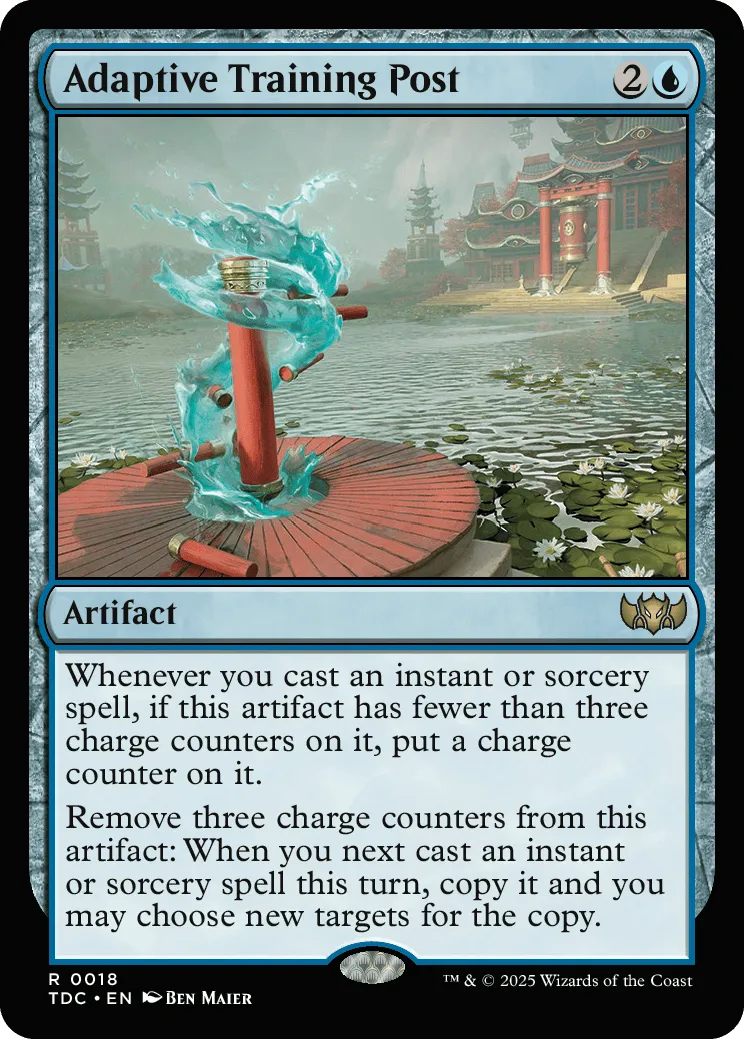 Adaptive Training Post 2
Artifact
Whenever you cast an instant or sorcery
spell, if this artifact has fewer than three
charge counters on it, put a charge
counter on it.
Remove three charge counters from this
artifact: When you next cast an instant
or sorcery spell this turn, copy it and you
may choose new targets for the copy.
R 0018
TDC • EN Ben Maier
™ & © 2025 Wizards of the Coast